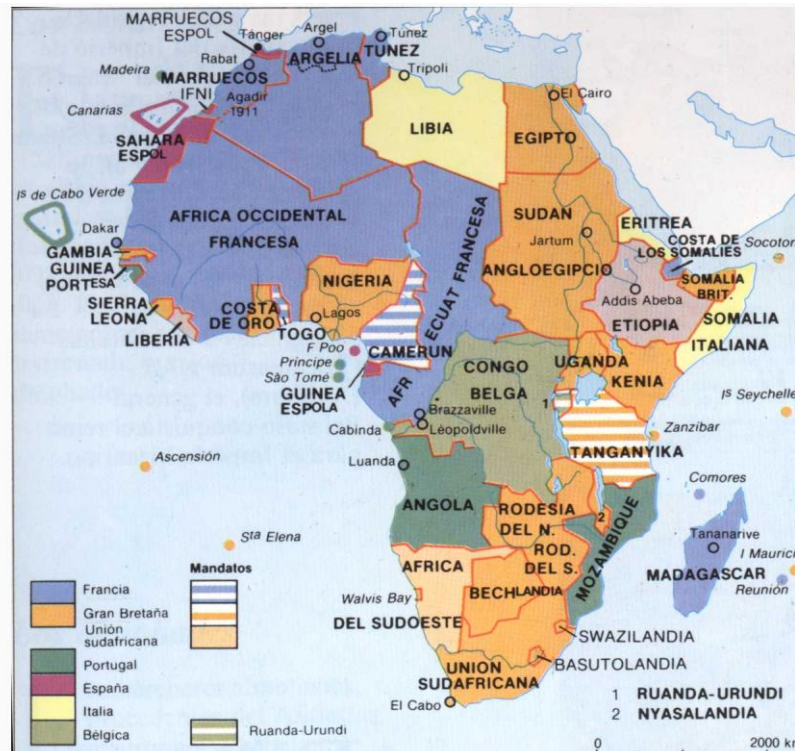 MARRUECOS
ESPOL
Tánger
Argel
Túnez
Madeira
Rabat
ARGELIA
TUNEZ
MARRUECOS
Trípoli
IFNI
Agadir
1911
Canarias
El Cairo
SAHARA
ESPOL
LIBIA
EGIPTO
Is de Cabo Verde
AFRICA OCCIDENTAL
FRANCESA
AFR ECUAT FRANCESA
SUDAN
ANGLOEGIPCIO
ERITREA
Dakar
Jartum
COSTA DE
LOS SOMALIES
Socotora
GAMBIA
GUINEA
PORTESA
NIGERIA
SOMALIA
BRIT.
Addis Abeba
SIERRA
LEONA
COSTA
DE ORO
Lagos
ETIOPIA
SOMALIA
ITALIANA
LIBERIA
TOGO
F Poo
CAMERUN
UGANDA
Príncipe
CONGO
BELGA
KENIA
São Tomé
GUINEA
ESPOLA
1
Is Seychelles
Brazzaville
Léopoldville
Cabinda
Zanzíbar
TANGANYIKA
Ascensión
Luanda
Comores
ANGOLA
RODESIA
DEL N.
2
MOZAMBIQUE
Sta Elena
Tananarive
I Mauricio
ROD.
DEL S.
MADAGASCAR
AFRICA
DEL SUDOESTE
Reunión
Walvis Bay
BECHLANDIA
SWAZILANDIA
BASUTOLANDIA
UNION
SUDAFRICANA
El Cabo
Mandatos
Francia
Gran Bretaña
Unión
sudafricana
Portugal
España
Italia
Bélgica
Ruanda-Urundi
1 RUANDA-URUNDI
2 NYASALANDIA
0 2000 km